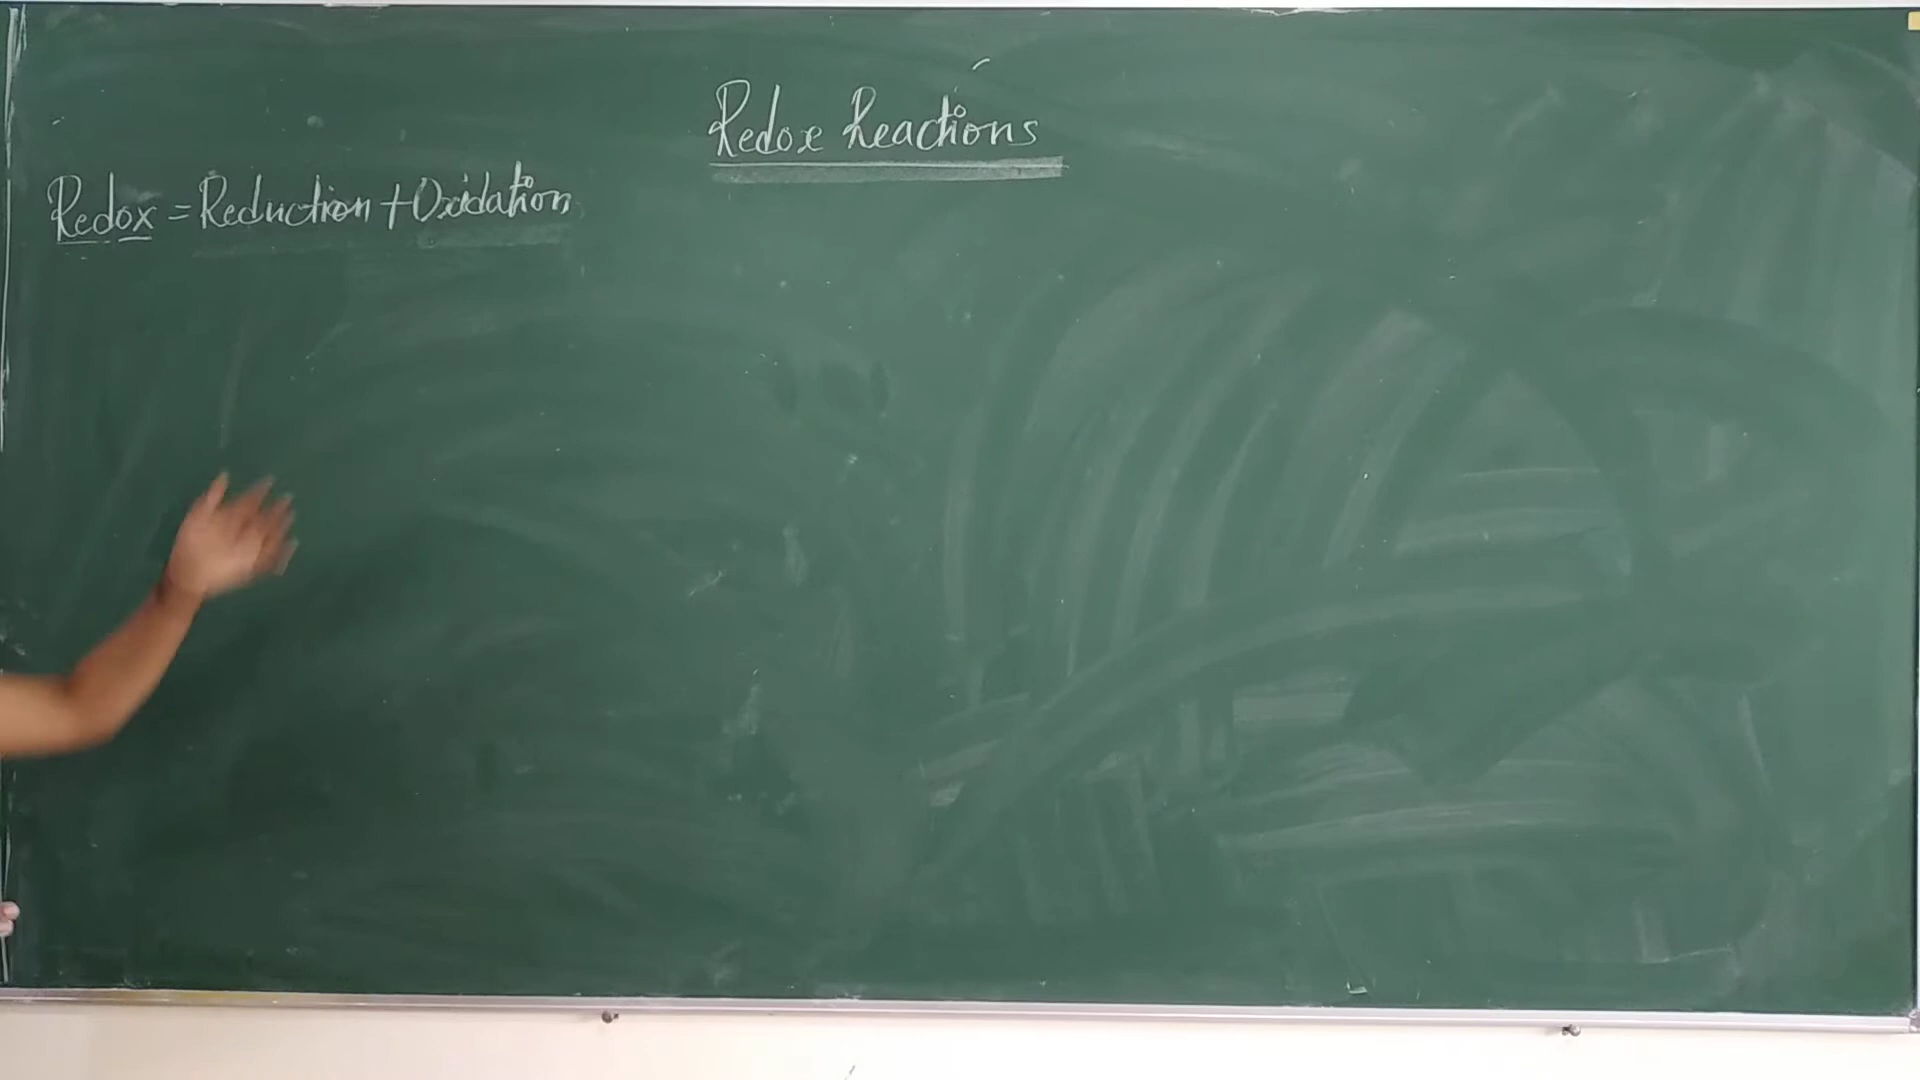 Redox Reactions
Redox = Reduction + Oxidation